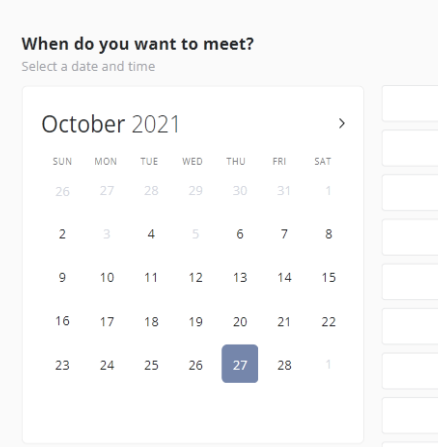 When do you want to meet?
Select a date and time
October 2021 >
SUN MON TUE WED THU FRI SAT
26 27 28 29 30 31 1
2 3 4 5 6 7 8
9 10 11 12 13 14 15
16 17 18 19 20 21 22
23 24 25 26 27 28 1